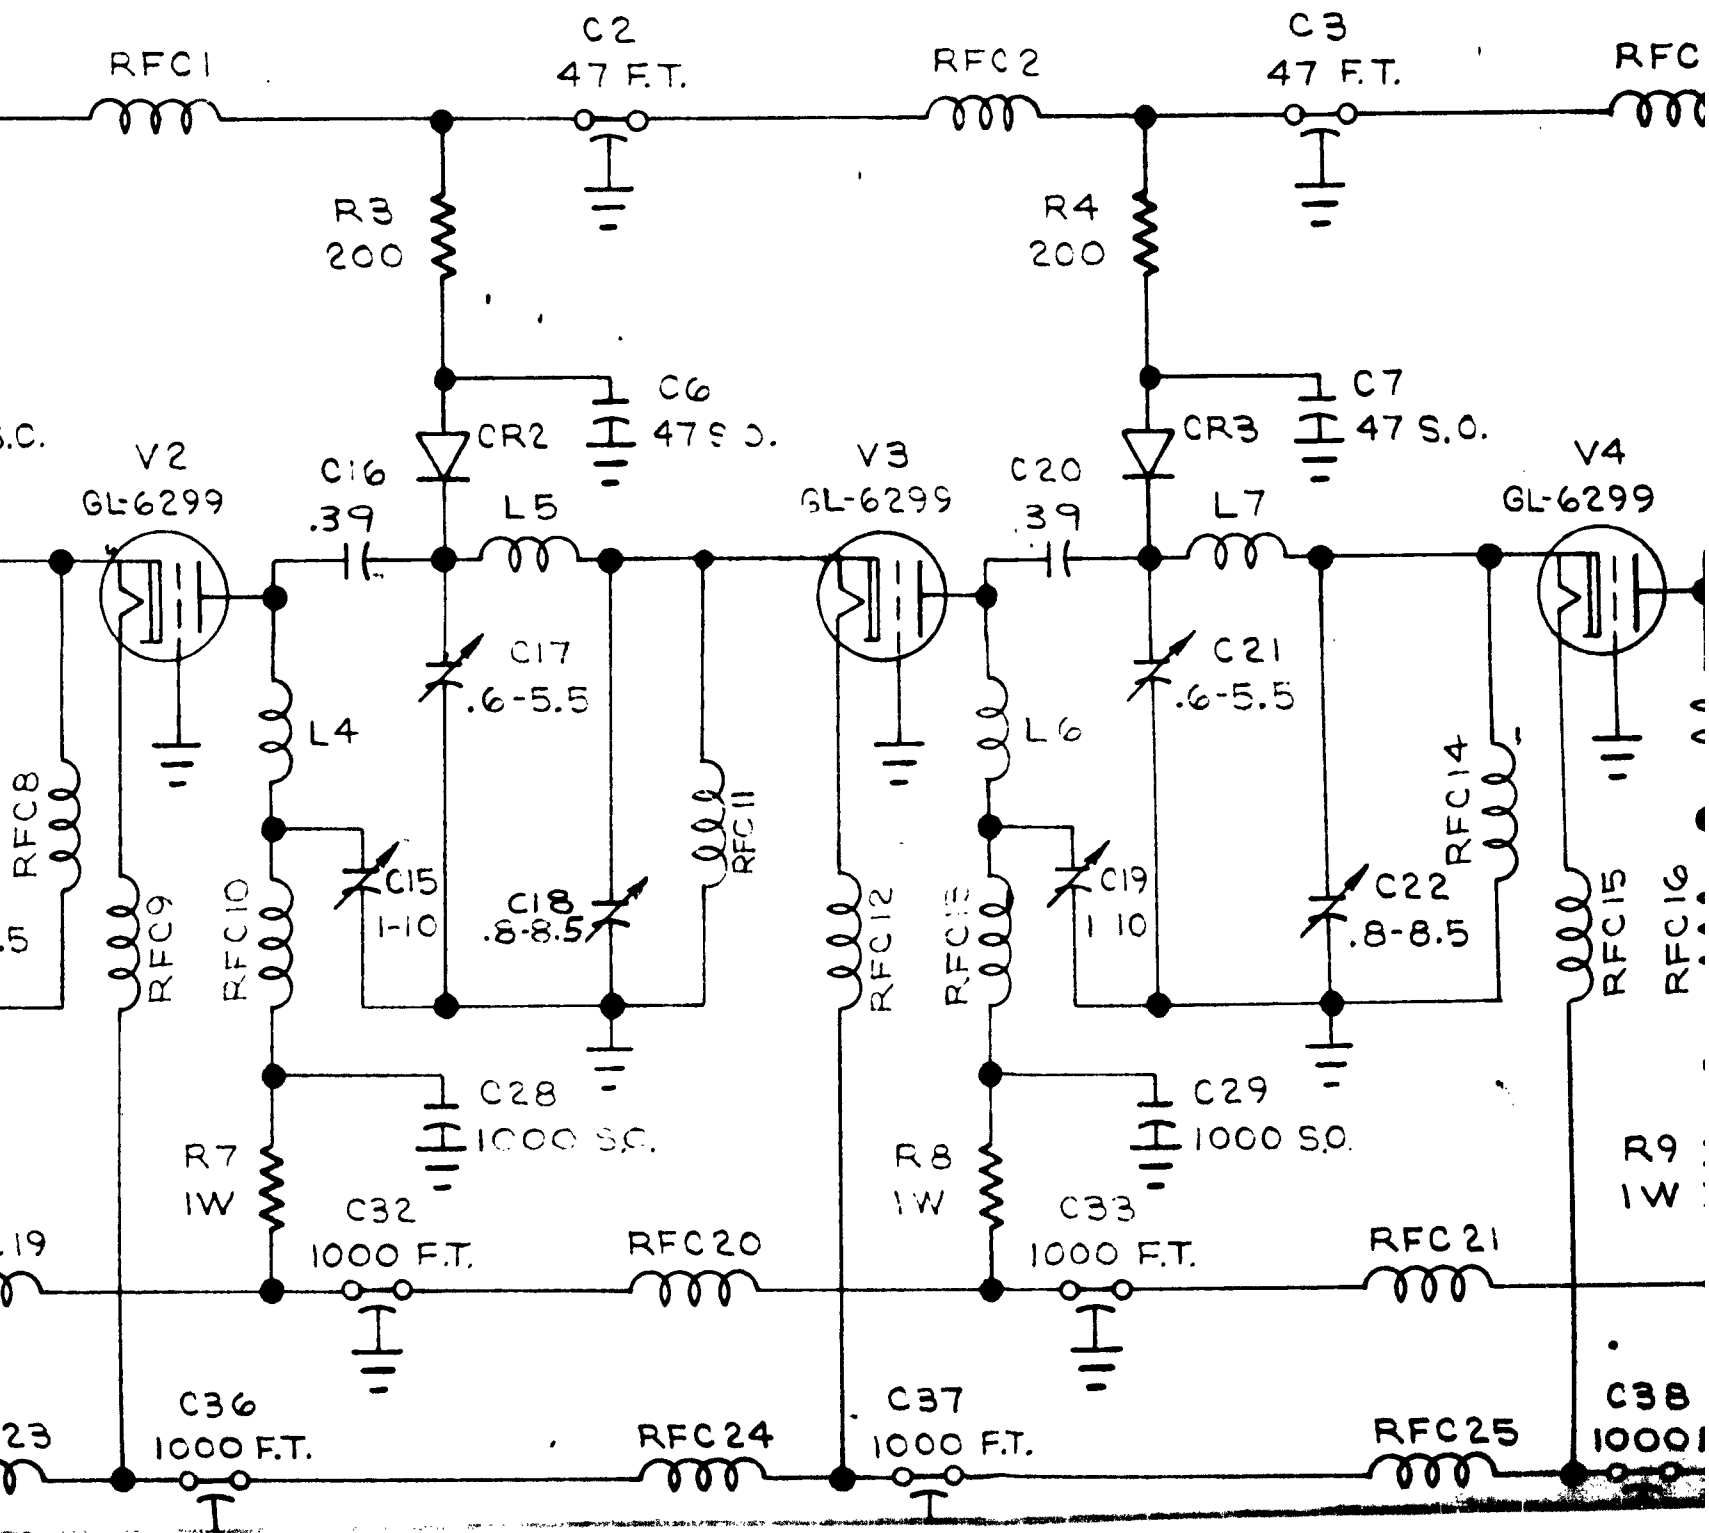 RFC1
C2
47 F.T.
RFC2
C3
47 F.T.
RFC
R3
200
R4
200
C6
C7
47 S.O.
CR2
CR3
V2
GL-6299
C16
.39
L5
V3
GL-6299
C20
.39
L7
V4
GL-6299
C17
.6-5.5
C21
.6-5.5
L4
L6
RFC8
RFC9
RFC10
C15
1-10
C18
.8-8.5
RFC11
RFC12
RFC13
C19
1 10
C22
.8-8.5
RFC14
RFC15
RFC16
.5
C28
1000 S.O.
C29
1000 S.O.
R7
1W
R8
1W
R9
1W
C32
1000 F.T.
C33
1000 F.T.
.19
RFC20
RFC21
C36
1000 F.T.
C37
1000 F.T.
C38
1000
23
RFC24
RFC25